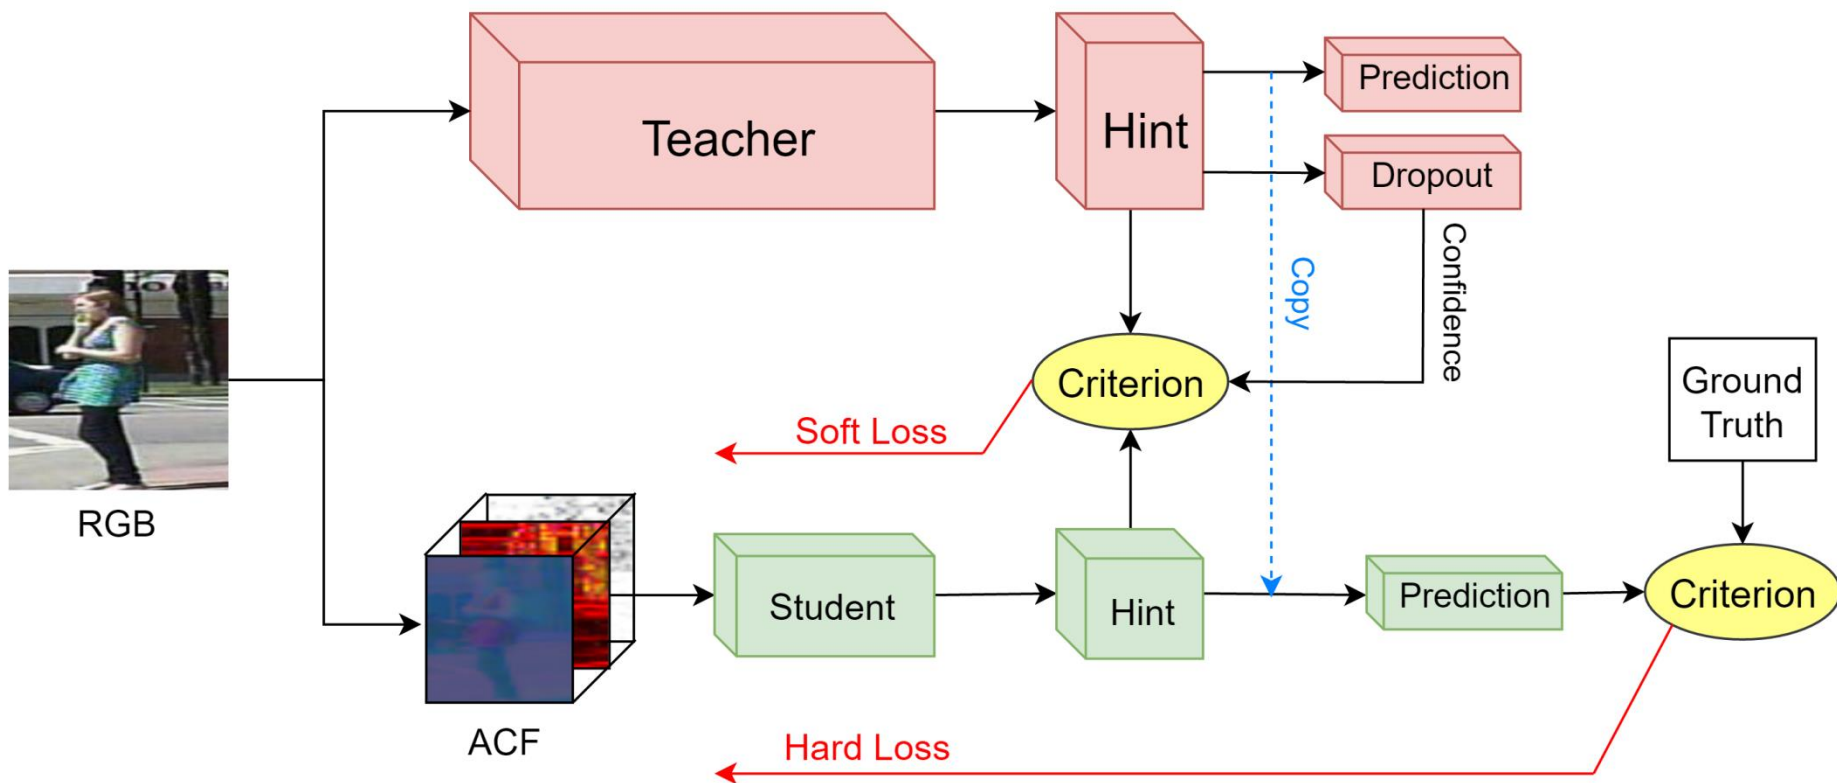 Teacher
Hint
Prediction
Dropout
Confidence
Copy
Criterion
Soft Loss
RGB
Ground
Truth
Student
Hint
Prediction
Criterion
ACF
Hard Loss